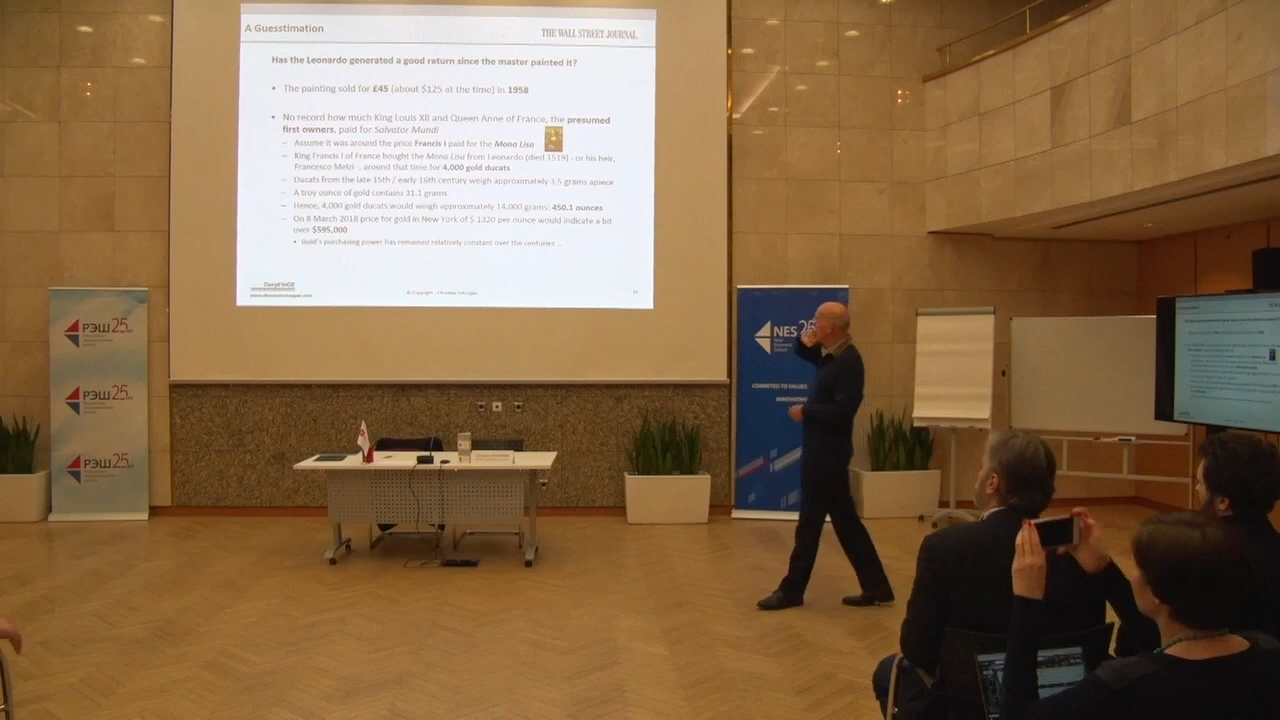 A Guesstimation
THE WALL STREET JOURNAL
Has the Leonardo generated a good return since the master painted it?
• The painting sold for £45 (about $125 at the time) in 1958
• No record how much King Louis XII and Queen Anne of France, the presumed
first owners, paid for Salvator Mundi
– Assume it was around the price Francis I paid for the Mona Lisa
– King Francis I of France bought the Mona Lisa from Leonardo (died 1519) - or his heir,
Francesco Melzi -, around that time for 4,000 gold ducats
– Ducats from the late 15th / early 16th century weigh approximately 3.5 grams apiece
– A troy ounce of gold contains 31.1 grams
– Hence, 4,000 gold ducats would weigh approximately 14,000 grams: 450.1 ounces
– On 8 March 2018 price for gold in New York of $ 1320 per ounce would indicate a bit
over $595,000
• Gold's purchasing power has remained relatively constant over the centuries ...
© Copyright
РЭШ 25
РЭШ 25
РЭШ 25
NES 25
New
Economic
School
COMMITTED TO VALUES
INNOVATING